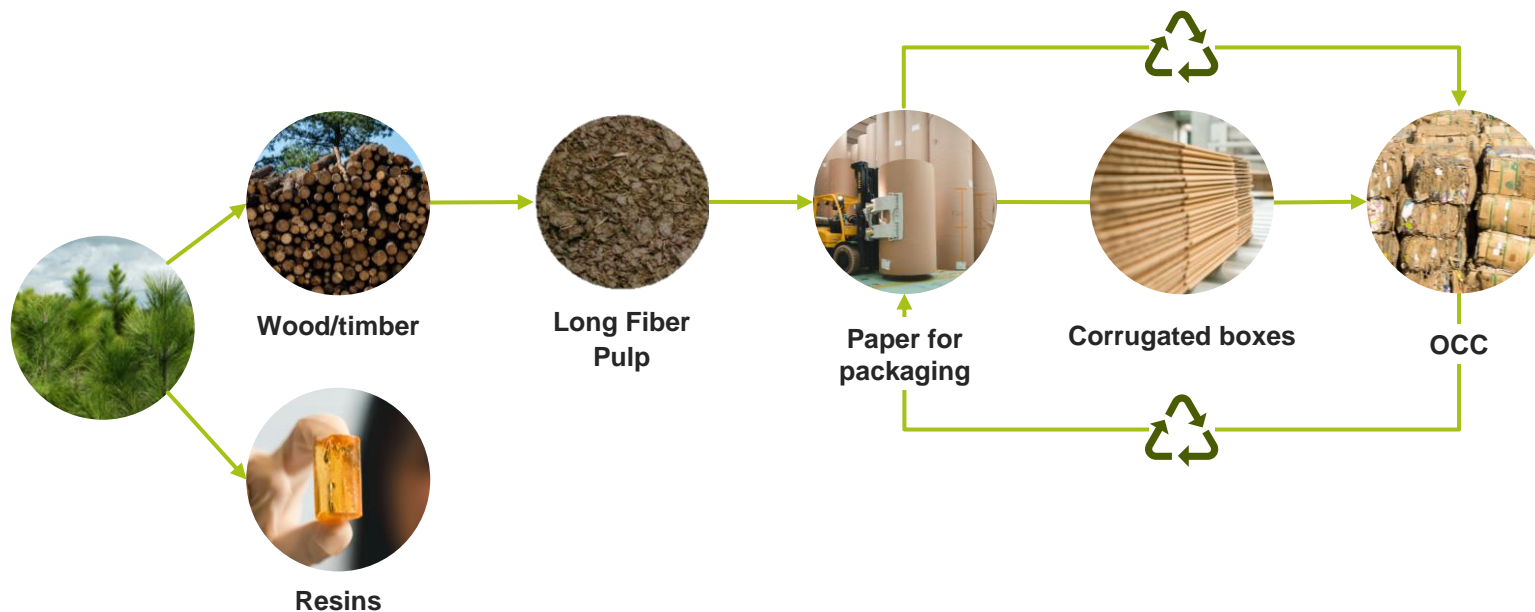 Wood/timber
Long Fiber
Pulp
Paper for
packaging
Corrugated boxes
OCC
Resins